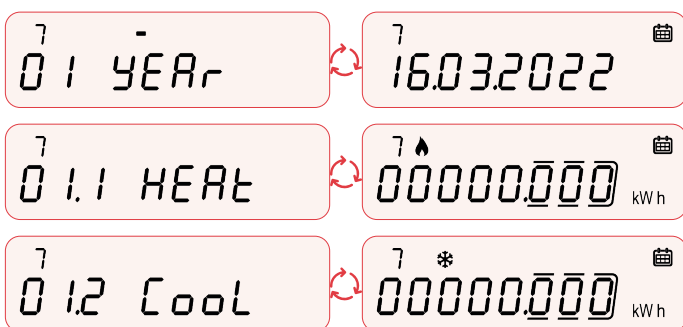 7
01 YEAr
7
16.03.2022
7
01.1 HEAt
7
00000.000 kWh
7
01.2 CooL
7
00000.000 kWh